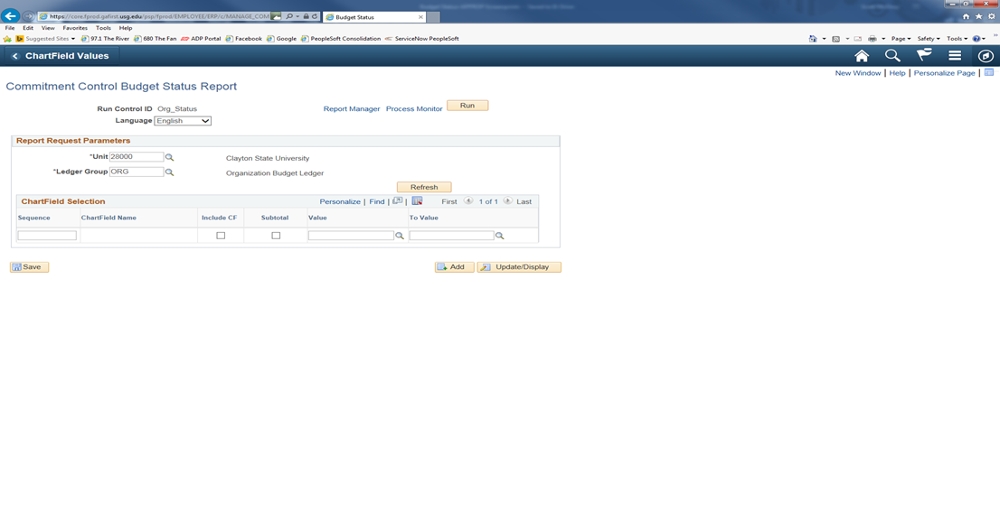 https://core.fprod.gafirst.usg.edu/psp/fprod/EMPLOYEE/ERP/c/MANAGE_COM
Budget Status
File Edit View Favorites Tools Help
Suggested Sites 97.1 The River 680 The Fan ADP Portal Facebook Google PeopleSoft Consolidation ServiceNow PeopleSoft Page Safety Tools
ChartField Values
New Window | Help | Personalize Page |
Commitment Control Budget Status Report
Run Control ID Org_Status Report Manager Process Monitor Run
Language English
Report Request Parameters
*Unit 28000 Clayton State University
*Ledger Group ORG Organization Budget Ledger
Refresh
ChartField Selection Personalize | Find | | First 1 of 1 Last
Sequence ChartField Name Include CF Subtotal Value To Value
Save Add Update/Display